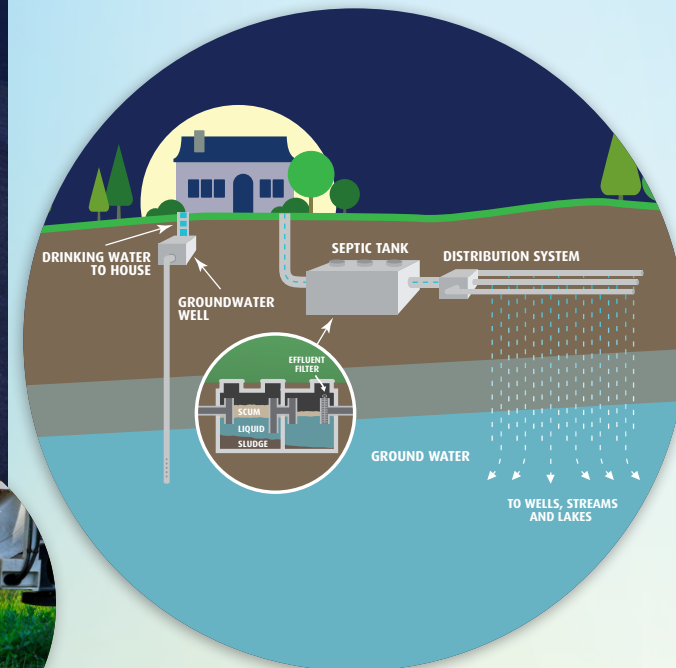 DRINKING WATER
TO HOUSE
GROUNDWATER
WELL
SEPTIC TANK
DISTRIBUTION SYSTEM
EFFLUENT
FILTER
SCUM
LIQUID
SLUDGE
GROUND WATER
TO WELLS, STREAMS
AND LAKES